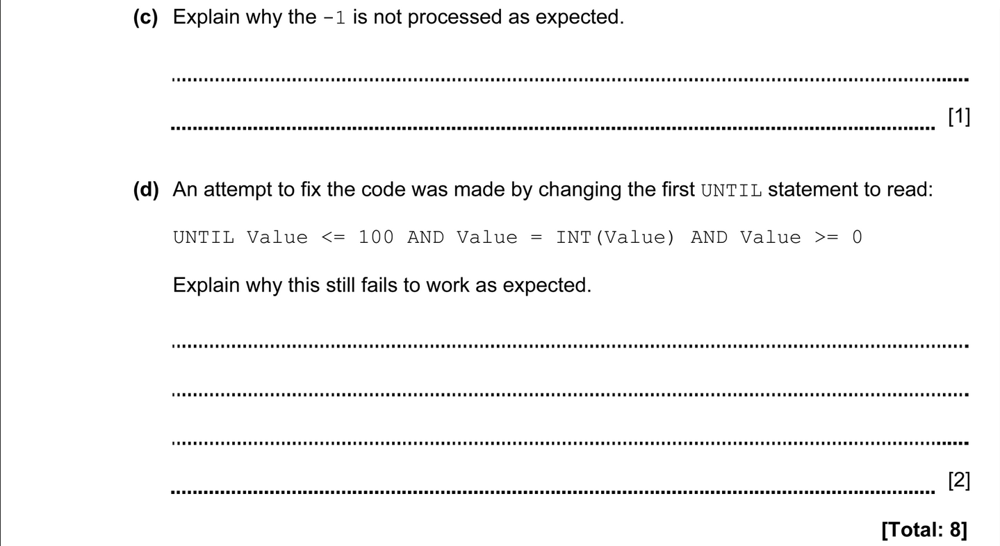 (c) Explain why the -1 is not processed as expected.
[1]
(d) An attempt to fix the code was made by changing the first UNTIL statement to read:
UNTIL Value <= 100 AND Value = INT(Value) AND Value >= 0
Explain why this still fails to work as expected.
[2]
[Total: 8]